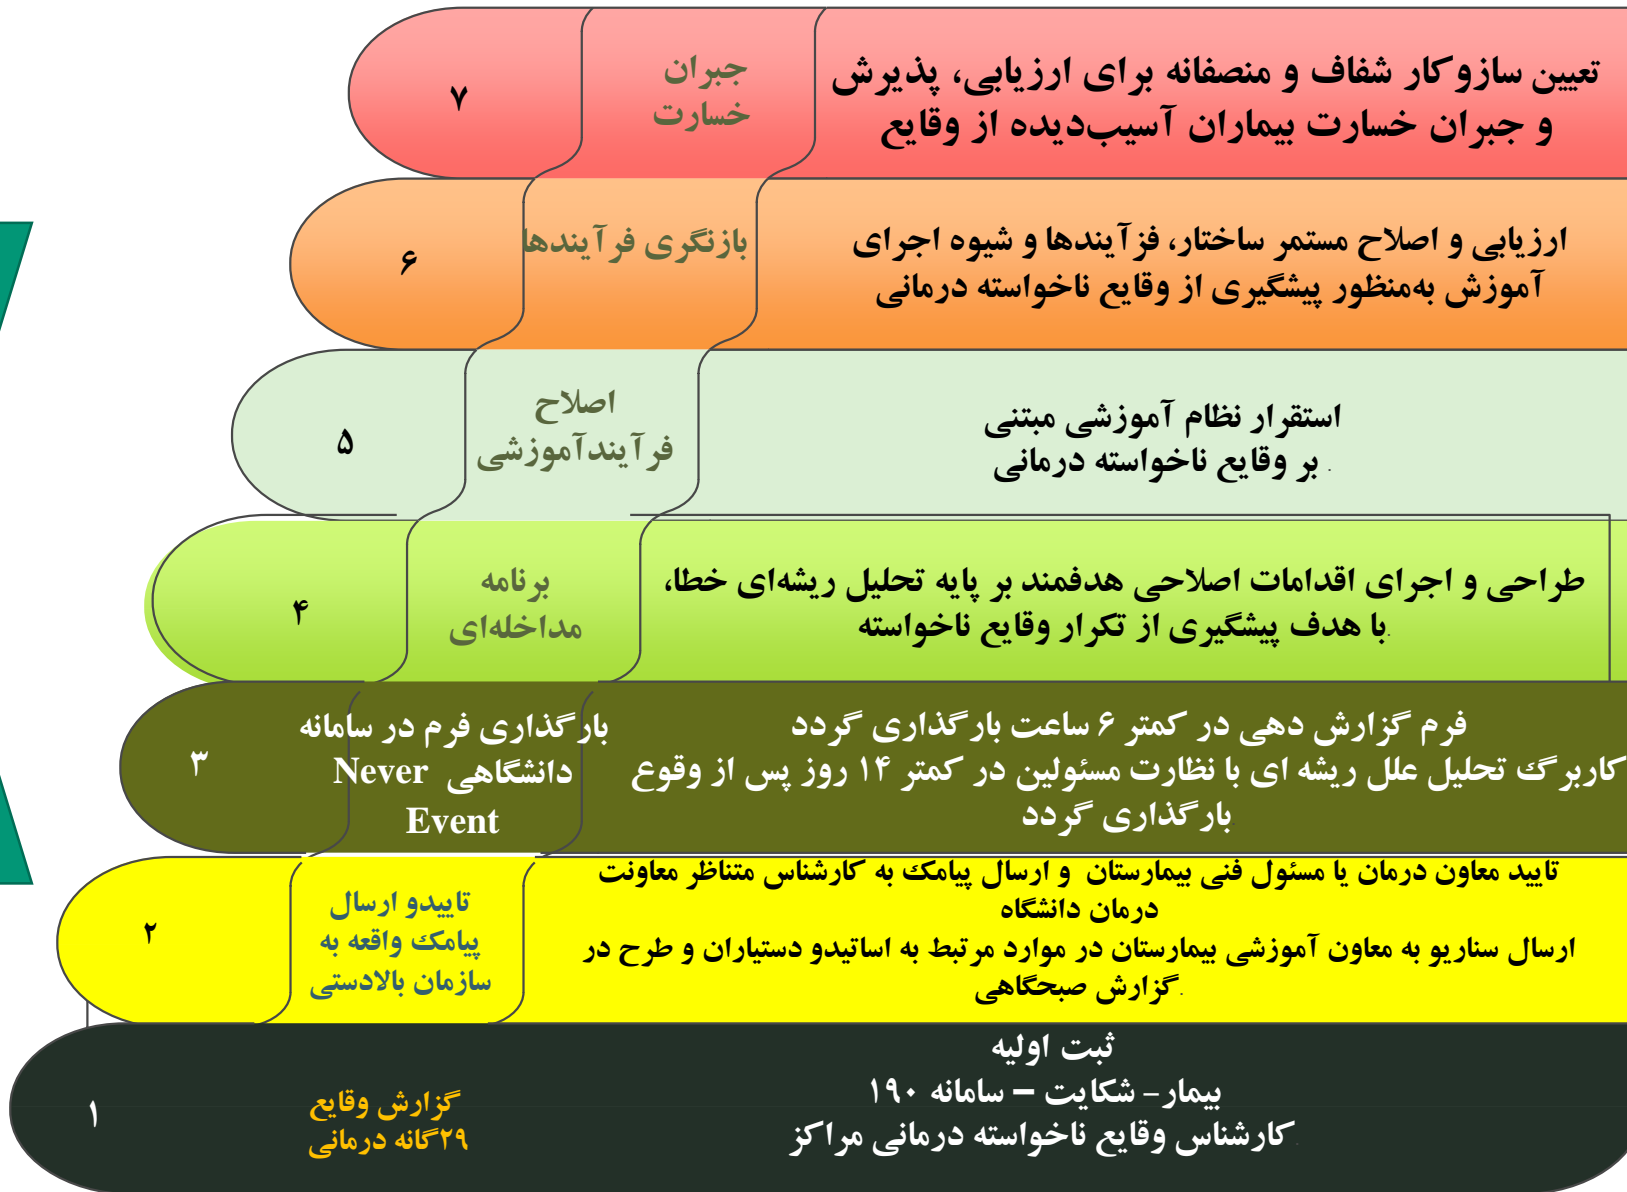 تعیین سازوکار شفاف و منصفانه برای ارزیابی، پذیرش
و جبران خسارت بیماران آسیب‌دیده از وقایع
جبران
خسارت
۷
ارزیابی و اصلاح مستمر ساختار، فزآیندها و شیوه اجرای
آموزش به‌منظور پیشگیری از وقایع ناخواسته درمانی
بازنگری فرآیندها
۶
استقرار نظام آموزشی مبتنی
بر وقایع ناخواسته درمانی.
اصلاح
فرآیندآموزشی
۵
طراحی و اجرای اقدامات اصلاحی هدفمند بر پایه تحلیل ریشه‌ای خطا،
با هدف پیشگیری از تکرار وقایع ناخواسته.
برنامه
مداخله‌ای
۴
فرم گزارش دهی در کمتر ۶ ساعت بارگذاری گردد
کاربرگ تحلیل علل ریشه ای با نظارت مسئولین در کمتر ۱۴ روز پس از وقوع
بارگذاری گردد
بارگذاری فرم در سامانه
دانشگاهی Never
Event
۳
تایید معاون درمان یا مسئول فنی بیمارستان و ارسال پیامک به کارشناس متناظر معاونت
درمان دانشگاه
ارسال سناریو به معاون آموزشی بیمارستان در موارد مرتبط به اساتیدو دستیاران و طرح در
گزارش صبحگاهی.
تاییدو ارسال
پیامک واقعه به
سازمان بالادستی
۲
ثبت اولیه
بیمار- شکایت – سامانه ۱۹۰
کارشناس وقایع ناخواسته درمانی مراکز.
گزارش وقایع
۲۹گانه درمانی
۱